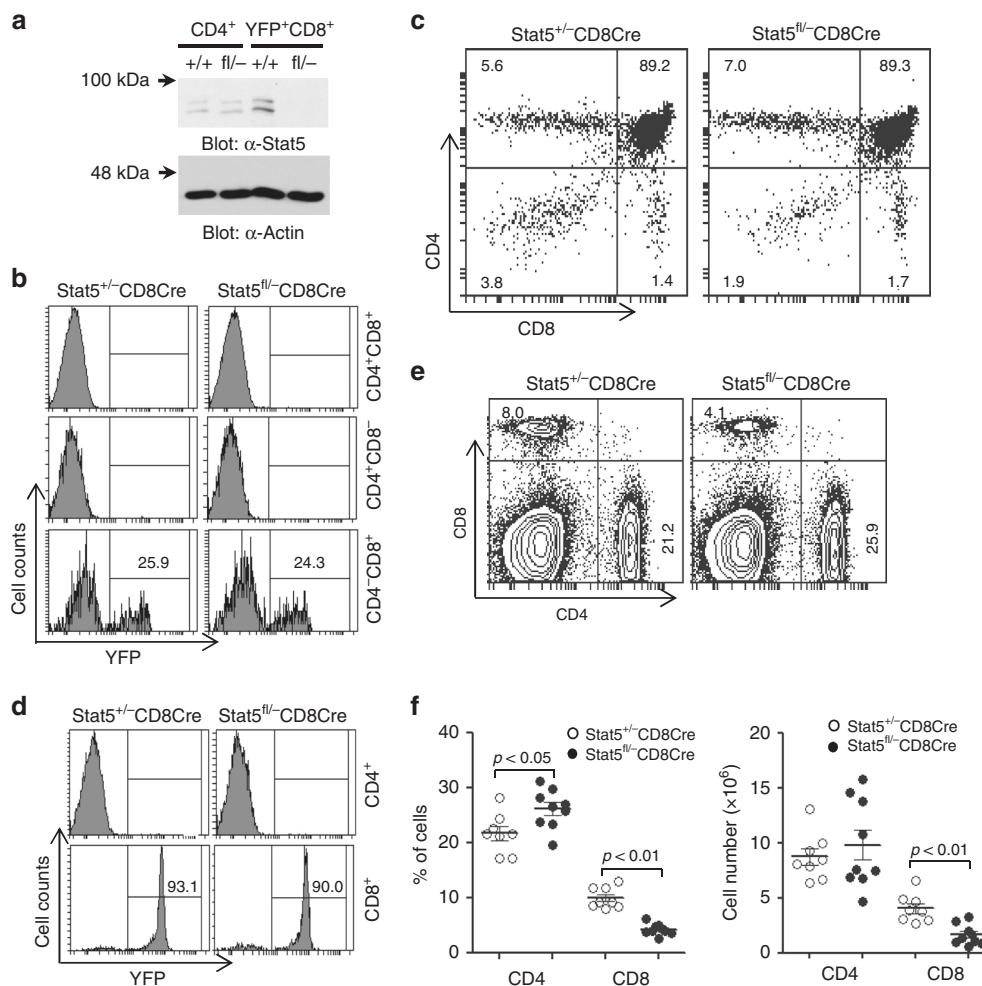 a
CD4⁺ YFP⁺CD8⁺
+/+ fl/– +/+ fl/–
100 kDa
Blot: α-Stat5
48 kDa
Blot: α-Actin
b
Stat5⁺/⁻CD8Cre Stat5ᶠˡ/⁻CD8Cre
CD4⁺CD8⁺
CD4⁺CD8⁻
25.9 24.3
CD4⁻CD8⁺
Cell counts
YFP
c
Stat5⁺/⁻CD8Cre Stat5ᶠˡ/⁻CD8Cre
5.6 89.2 7.0 89.3
3.8 1.4 1.9 1.7
CD4
CD8
d
Stat5⁺/⁻CD8Cre Stat5ᶠˡ/⁻CD8Cre
CD4⁺
93.1 90.0
CD8⁺
Cell counts
YFP
e
Stat5⁺/⁻CD8Cre Stat5ᶠˡ/⁻CD8Cre
8.0 4.1
21.2 25.9
CD8
CD4
f
Stat5⁺/⁻CD8Cre
Stat5ᶠˡ/⁻CD8Cre
p < 0.05
p < 0.01
% of cells
40
30
20
10
0
CD4 CD8
Stat5⁺/⁻CD8Cre
Stat5ᶠˡ/⁻CD8Cre
p < 0.01
Cell number (×10⁶)
20
15
10
5
0
CD4 CD8